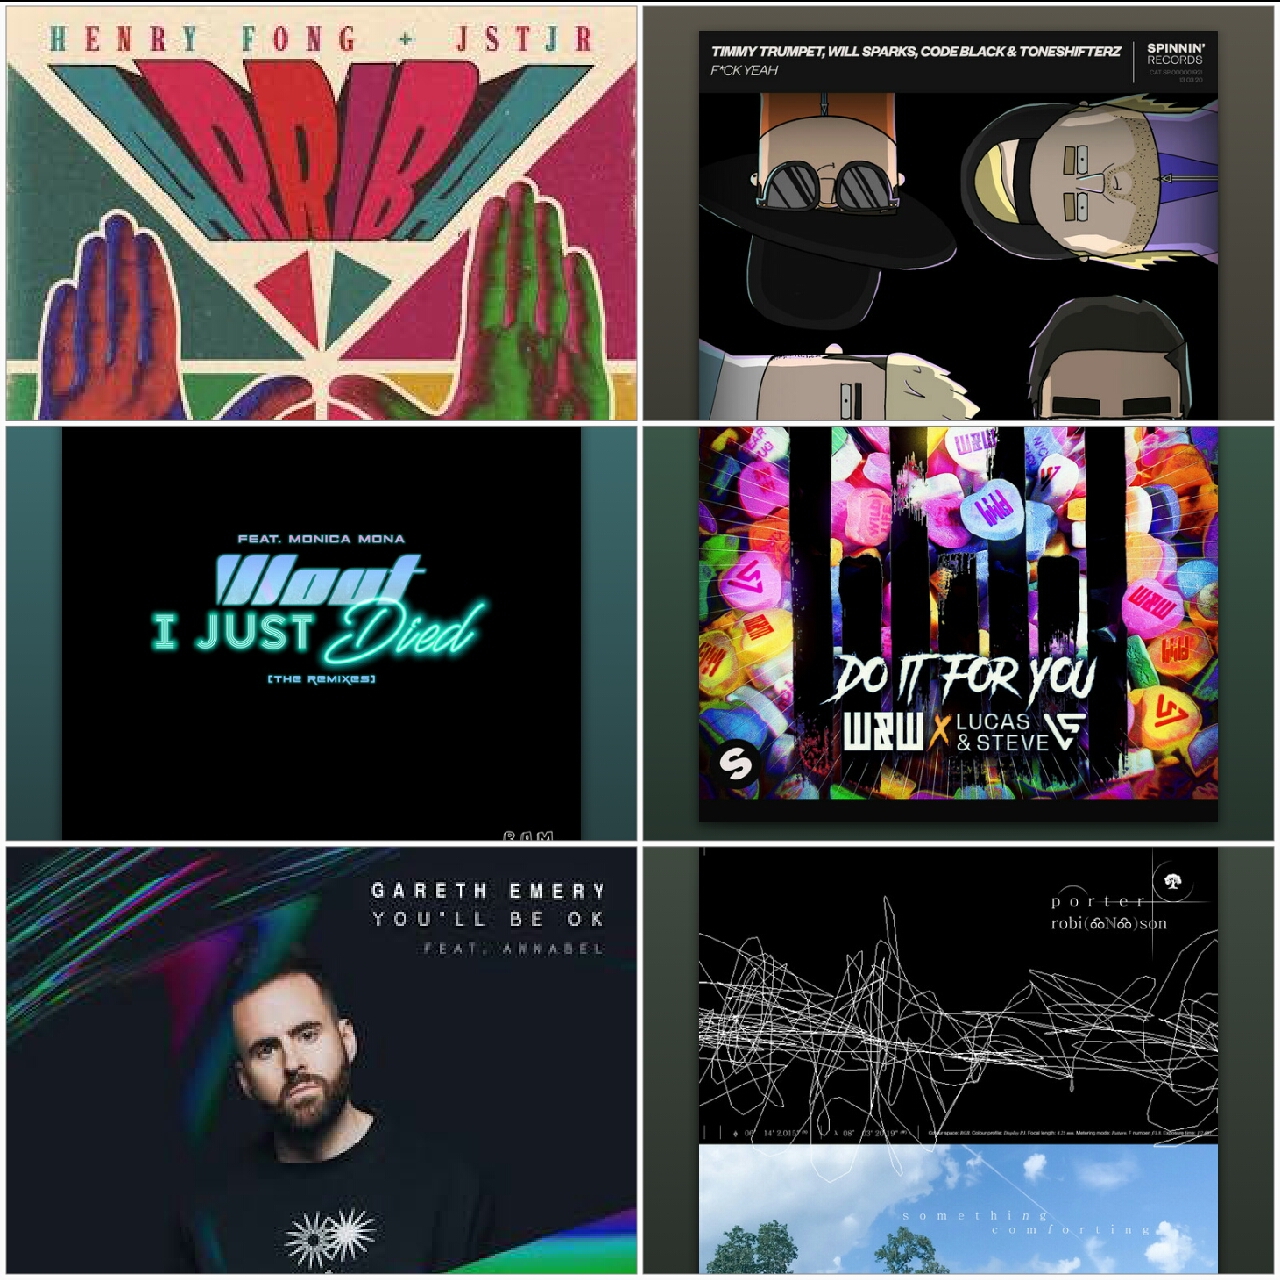 HENRY FONG + JSTJR
ARRIBA
TIMMY TRUMPET, WILL SPARKS, CODE BLACK & TONESHIFTERZ
F*CK YEAH
SPINNIN'
RECORDS
FEAT. MONICA MONA
Wout
I JUST Died
[THE REMIXES]
RAM
DO IT FOR YOU
W&W X LUCAS
& STEVE
GARETH EMERY
YOU'LL BE OK
FEAT. ANNABEL
porter
robi(NN)son
something
comforting